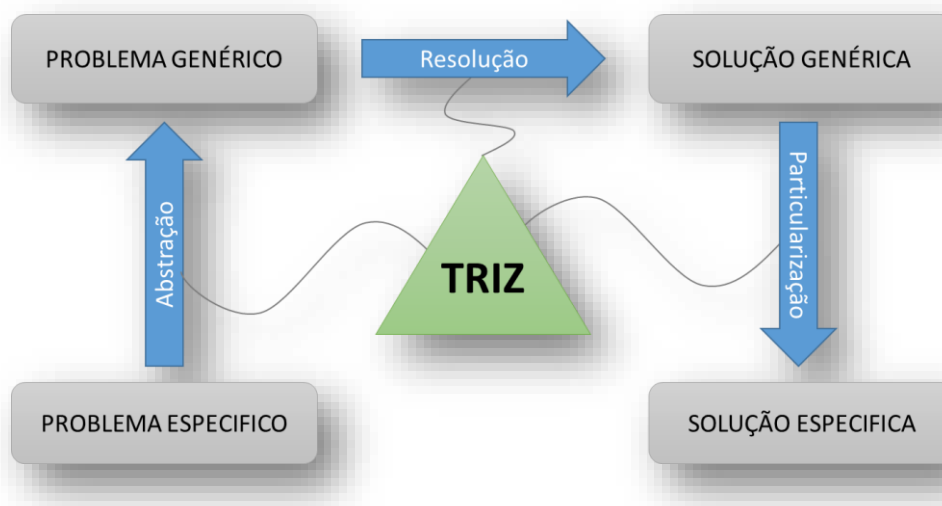 PROBLEMA GENÉRICO
Resolução
SOLUÇÃO GENÉRICA
Abstração
TRIZ
Particularização
PROBLEMA ESPECIFICO
SOLUÇÃO ESPECIFICA